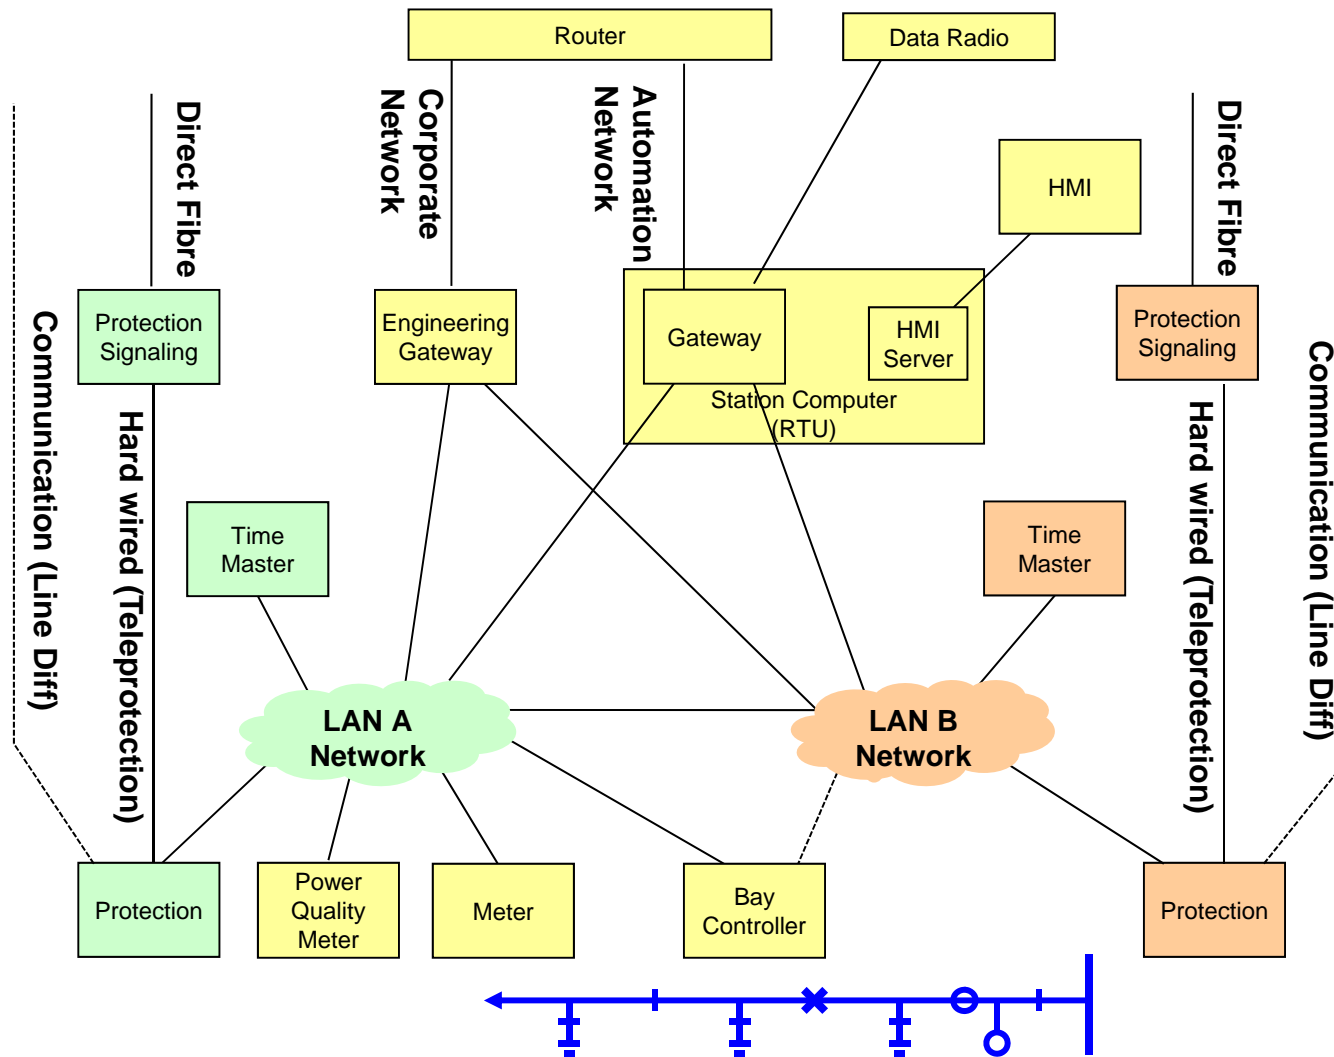 Router
Data Radio
Direct Fibre
Corporate
Network
Automation
Network
HMI
Direct Fibre
Protection
Signaling
Engineering
Gateway
Gateway
HMI
Server
Station Computer
(RTU)
Protection
Signaling
Communication (Line Diff)
Hard wired (Teleprotection)
Hard wired (Teleprotection)
Communication (Line Diff)
Time
Master
Time
Master
LAN A
Network
LAN B
Network
Protection
Power
Quality
Meter
Meter
Bay
Controller
Protection